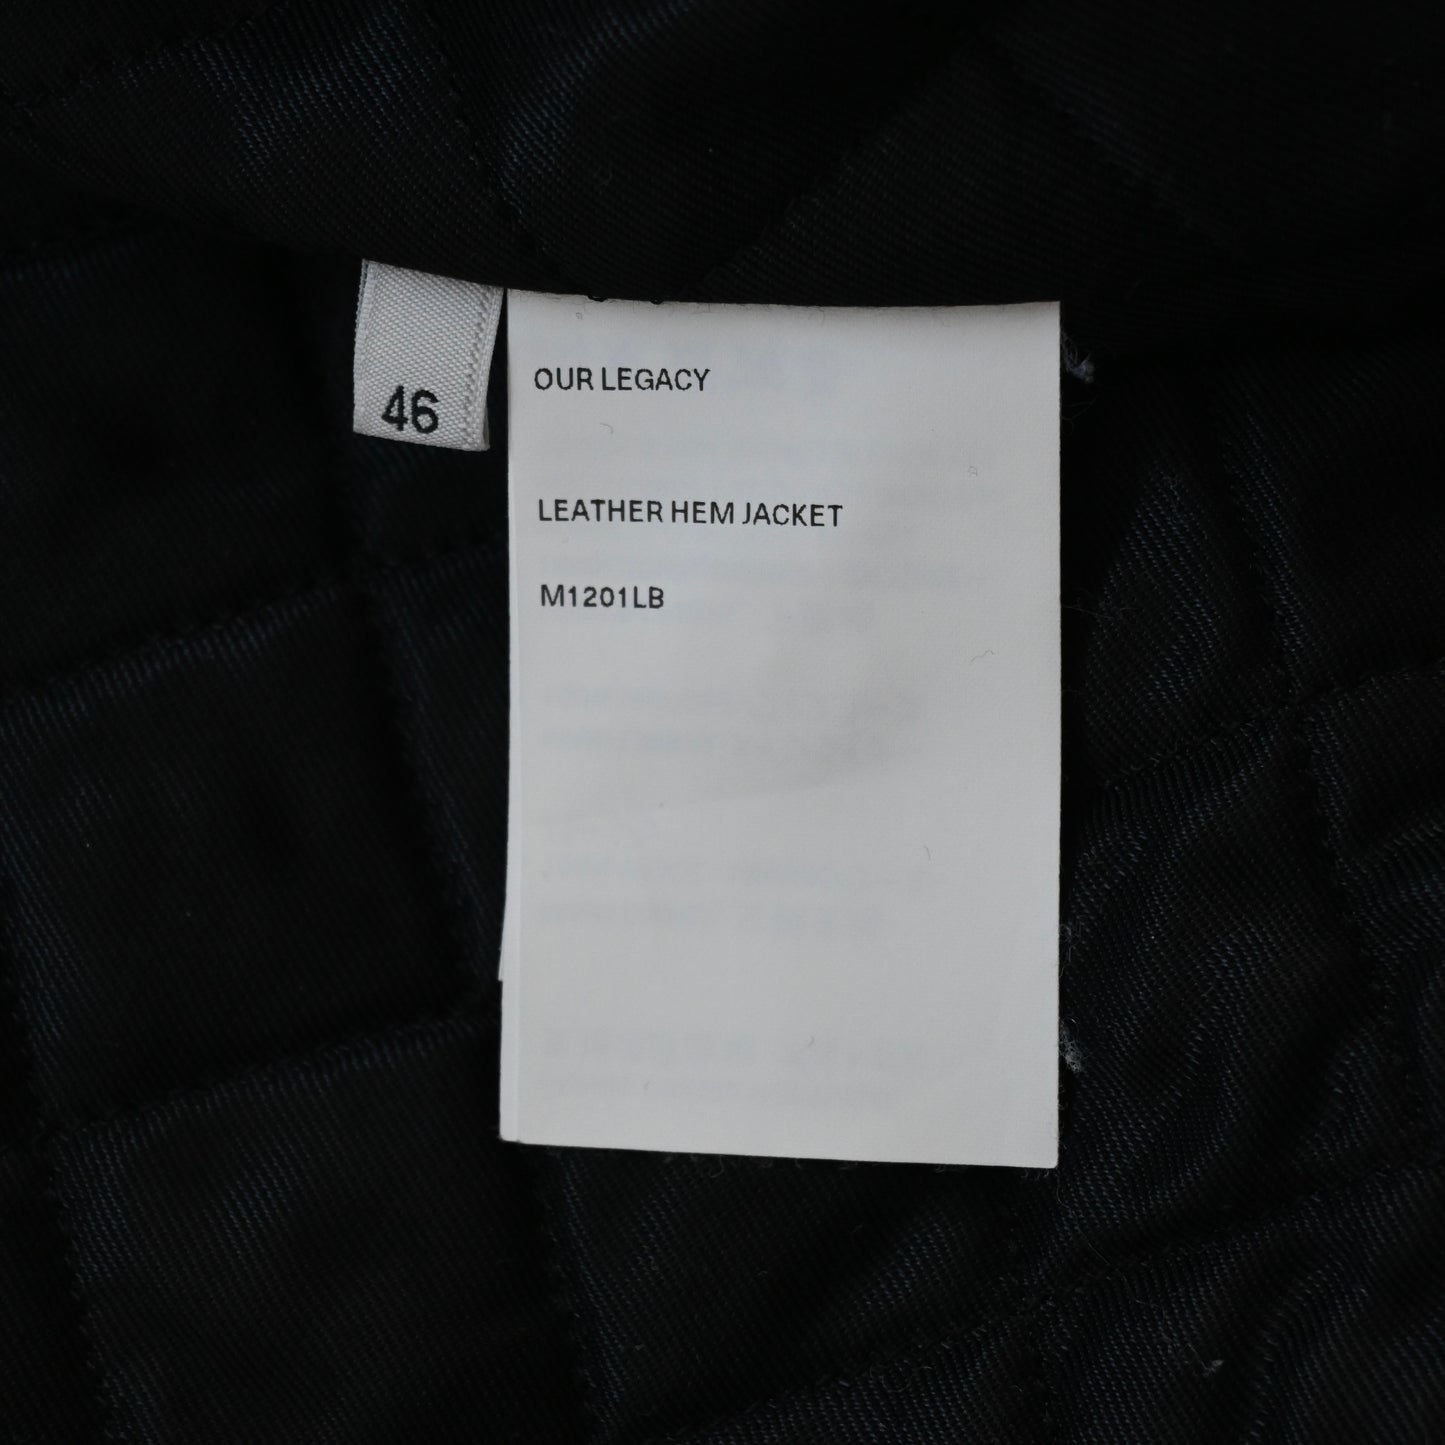 46
OUR LEGACY
LEATHER HEM JACKET
M1201LB